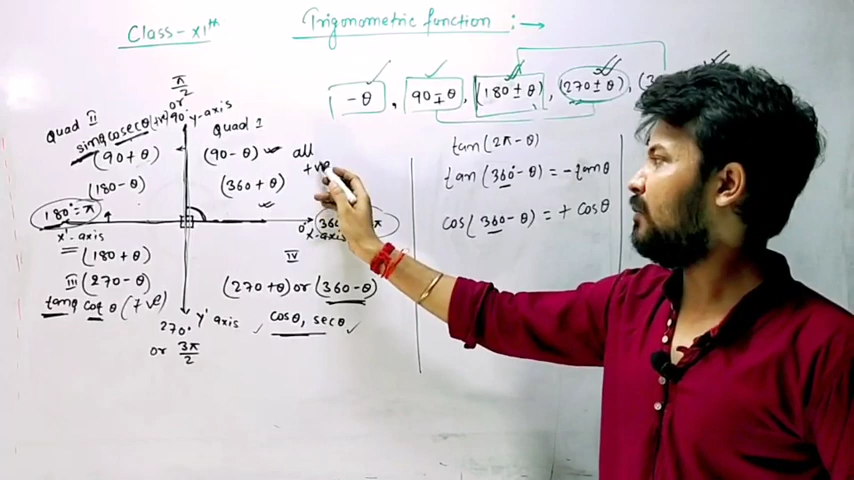 Class-XIth
Trigonometric function :→
-θ, 90∓θ, (180±θ), (270±θ),
π/2
or
90° y-axis
Quad II
sinθ cosecθ (+ve)
(90+θ)
(180-θ)
180°=π
x'-axis
Quad 1
(90-θ)
all
+ve
(360+θ)
0°
x-axis
(180+θ)
III (270-θ)
tanθ cot θ (+ve)
270° y' axis
or 3π/2
IV
(270+θ) or (360-θ)
cosθ, secθ
tan(2π-θ)
tan(360°-θ) = -tanθ
cos(360-θ) = + cosθ